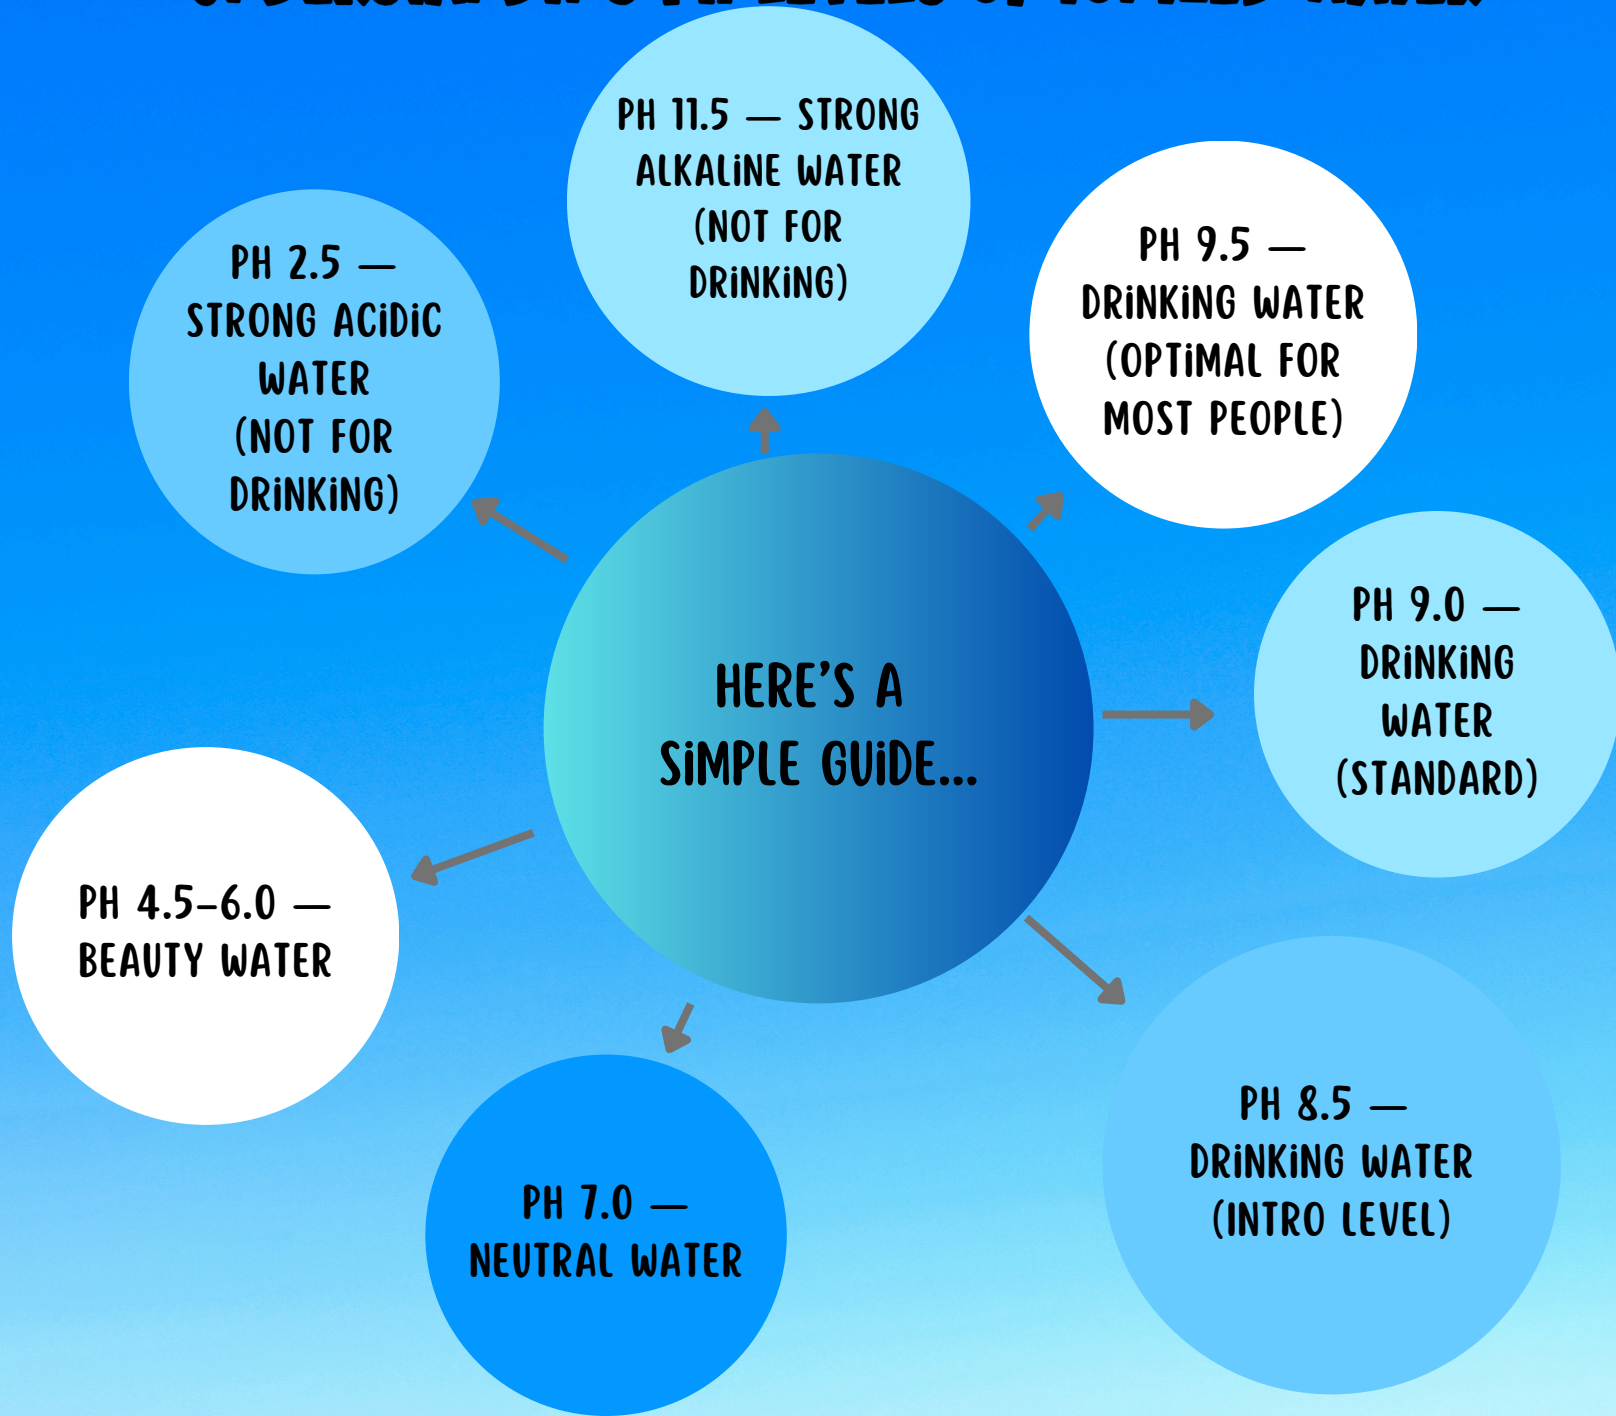 PH 11.5 — STRONG
ALKALiNE WATER
(NOT FOR
DRiNKiNG)
PH 9.5 —
DRiNKiNG WATER
(OPTiMAL FOR
MOST PEOPLE)
PH 2.5 —
STRONG ACiDiC
WATER
(NOT FOR
DRiNKiNG)
PH 9.0 —
DRiNKiNG
WATER
(STANDARD)
HERE'S A
SiMPLE GUiDE...
PH 4.5–6.0 —
BEAUTY WATER
PH 8.5 —
DRiNKiNG WATER
(INTRO LEVEL)
PH 7.0 —
NEUTRAL WATER